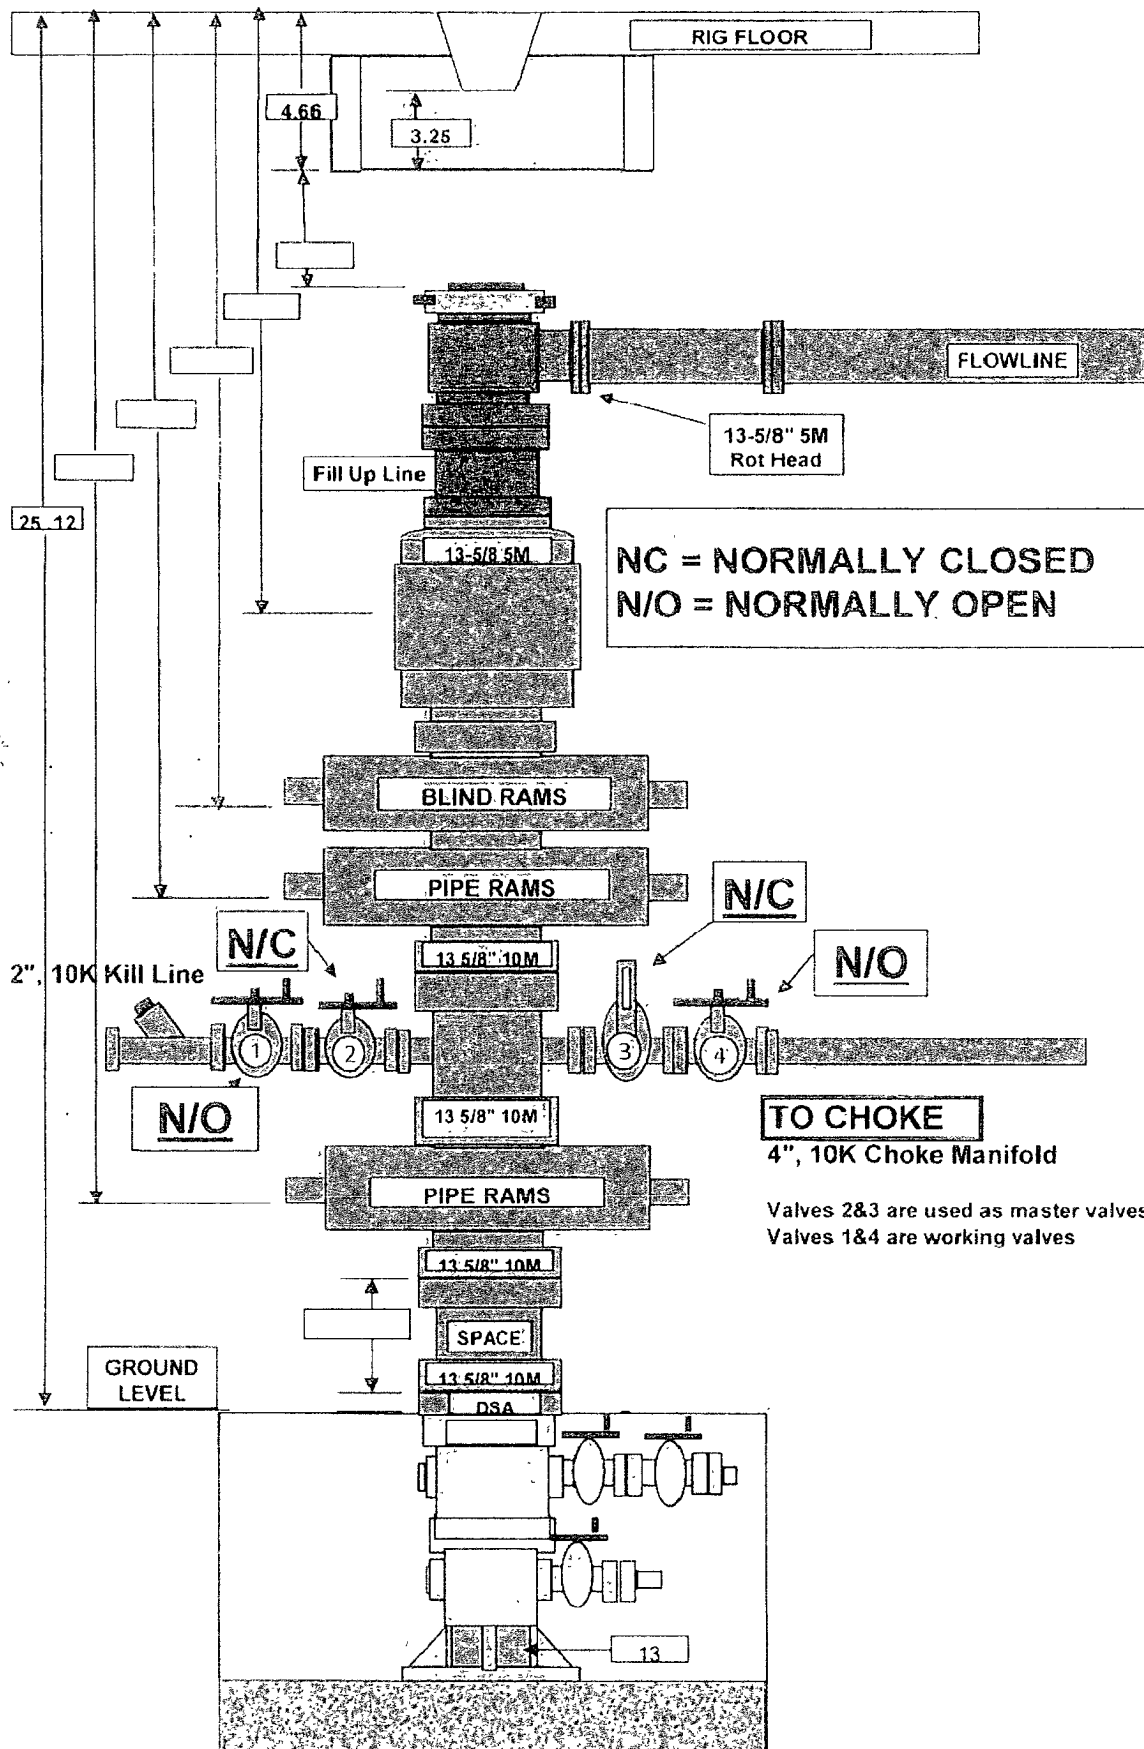 RIG FLOOR
4.66
3.25
FLOWLINE
13-5/8" 5M
Rot Head
Fill Up Line
25 .12
13-5/8 5M
NC = NORMALLY CLOSED
N/O = NORMALLY OPEN
BLIND RAMS
PIPE RAMS
N/C
N/C
13 5/8" 10M
N/O
2", 10K Kill Line
1
2
3
4
N/O
13 5/8" 10M
TO CHOKE
4", 10K Choke Manifold
PIPE RAMS
Valves 2&3 are used as master valves
Valves 1&4 are working valves
13 5/8" 10M
SPACE
GROUND
LEVEL
13 5/8" 10M
DSA
13